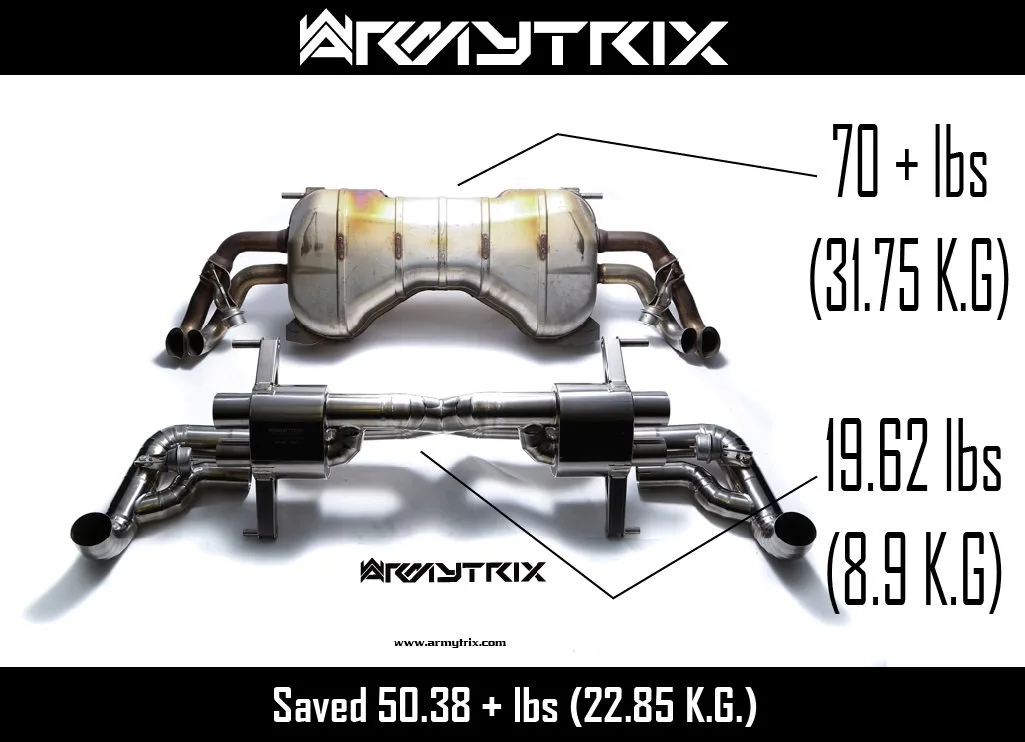 ARMYTRIX
70 + lbs
(31.75 K.G)
19.62 lbs
(8.9 K.G)
ARMYTRIX
www.armytrix.com
Saved 50.38 + lbs (22.85 K.G.)